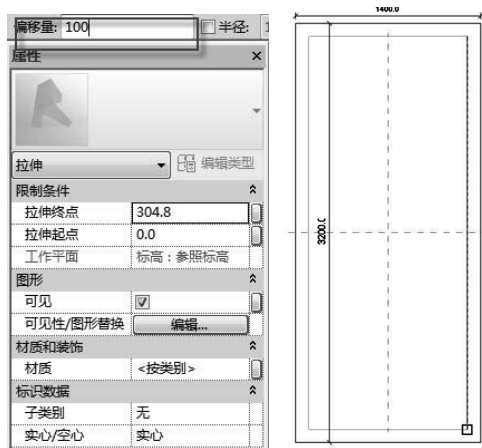 偏移量: 100 半径: 1
属性
拉伸 编辑类型
限制条件
拉伸终点 304.8
拉伸起点 0.0
工作平面 标高：参照标高
图形
可见
可见性/图形替换 编辑...
材质和装饰
材质 <按类别>
标识数据
子类别 无
实心/空心 实心
1400.0
3200.0